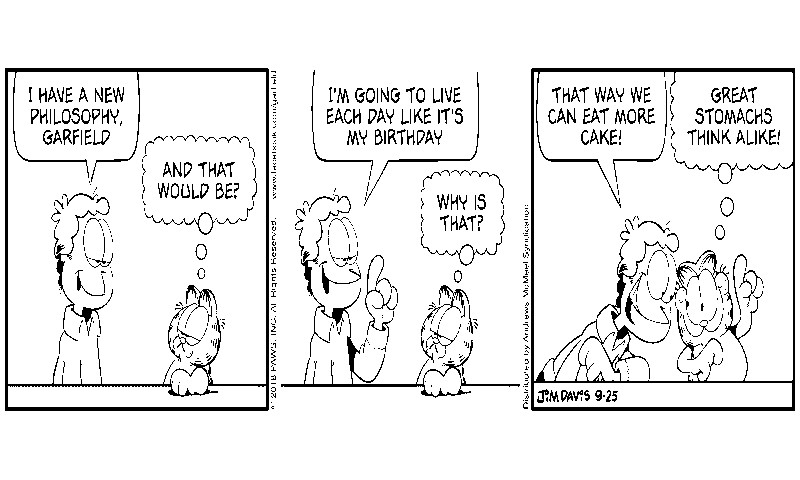 I HAVE A NEW
PHILOSOPHY,
GARFIELD
AND THAT
WOULD BE?
© 2018 PAWS, INC. All Rights Reserved.
I'M GOING TO LIVE
EACH DAY LIKE IT'S
MY BIRTHDAY
WHY IS
THAT?
Distributed by Andrews McMeel Syndication
THAT WAY WE
CAN EAT MORE
CAKE!
GREAT
STOMACHS
THINK ALIKE!
JIM DAVIS 9·25